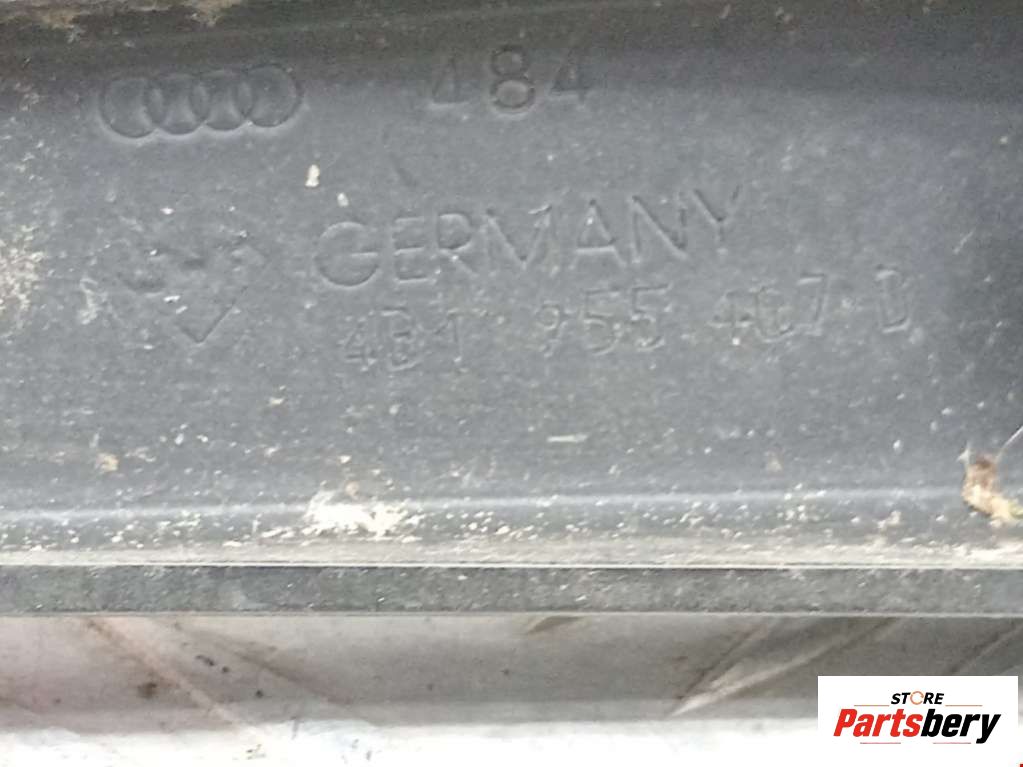 484
GERMANY
4B1 955 407 D
STORE
Partsbery